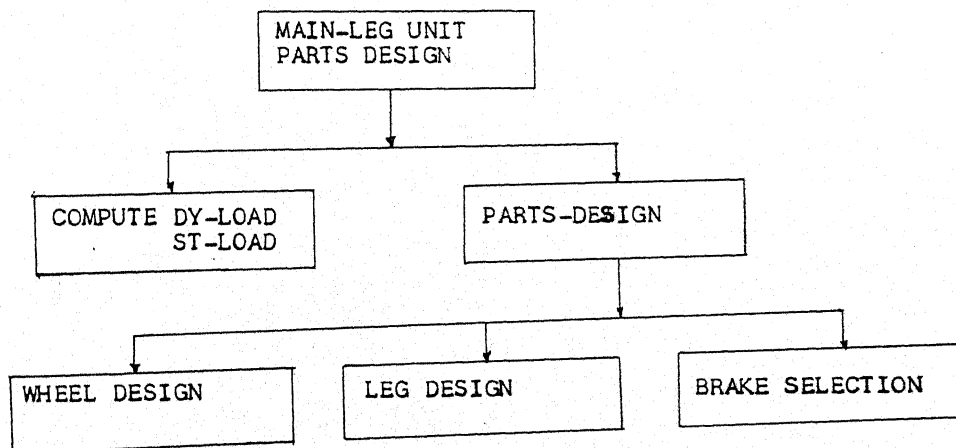 MAIN-LEG UNIT
PARTS DESIGN
COMPUTE DY-LOAD
ST-LOAD
PARTS-DESIGN
WHEEL DESIGN
LEG DESIGN
BRAKE SELECTION